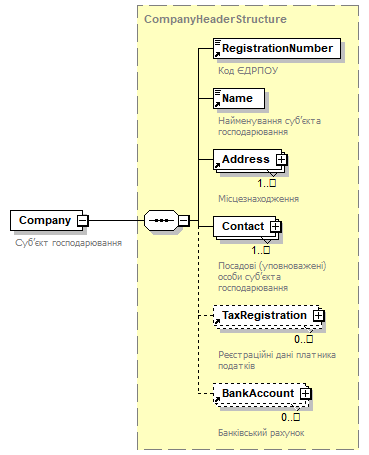 CompanyHeaderStructure
RegistrationNumber
Код ЄДРПОУ
Name
Найменування суб'єкта
господарювання
Address
1..
Місцезнаходження
Company
Суб'єкт господарювання
Contact
1..
Посадові (уповноважені)
особи суб'єкта
господарювання
TaxRegistration
0..
Реєстраційні дані платника
податків
BankAccount
0..
Банківський рахунок